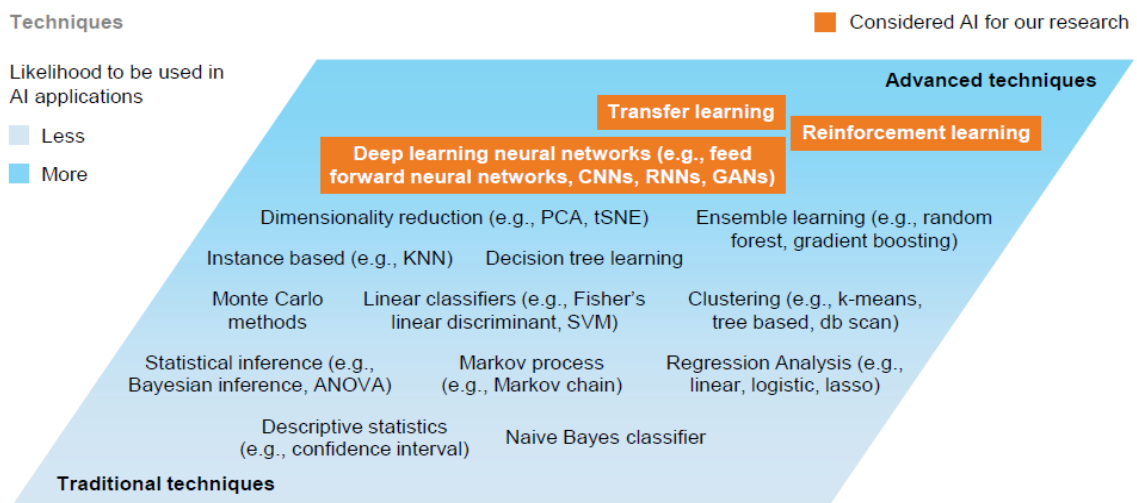 Techniques
Considered AI for our research
Likelihood to be used in
AI applications
Less
More
Advanced techniques
Transfer learning
Reinforcement learning
Deep learning neural networks (e.g., feed
forward neural networks, CNNs, RNNs, GANs)
Dimensionality reduction (e.g., PCA, tSNE)
Ensemble learning (e.g., random
forest, gradient boosting)
Instance based (e.g., KNN)
Decision tree learning
Monte Carlo
methods
Linear classifiers (e.g., Fisher's
linear discriminant, SVM)
Clustering (e.g., k-means,
tree based, db scan)
Statistical inference (e.g.,
Bayesian inference, ANOVA)
Markov process
(e.g., Markov chain)
Regression Analysis (e.g.,
linear, logistic, lasso)
Descriptive statistics
(e.g., confidence interval)
Naive Bayes classifier
Traditional techniques